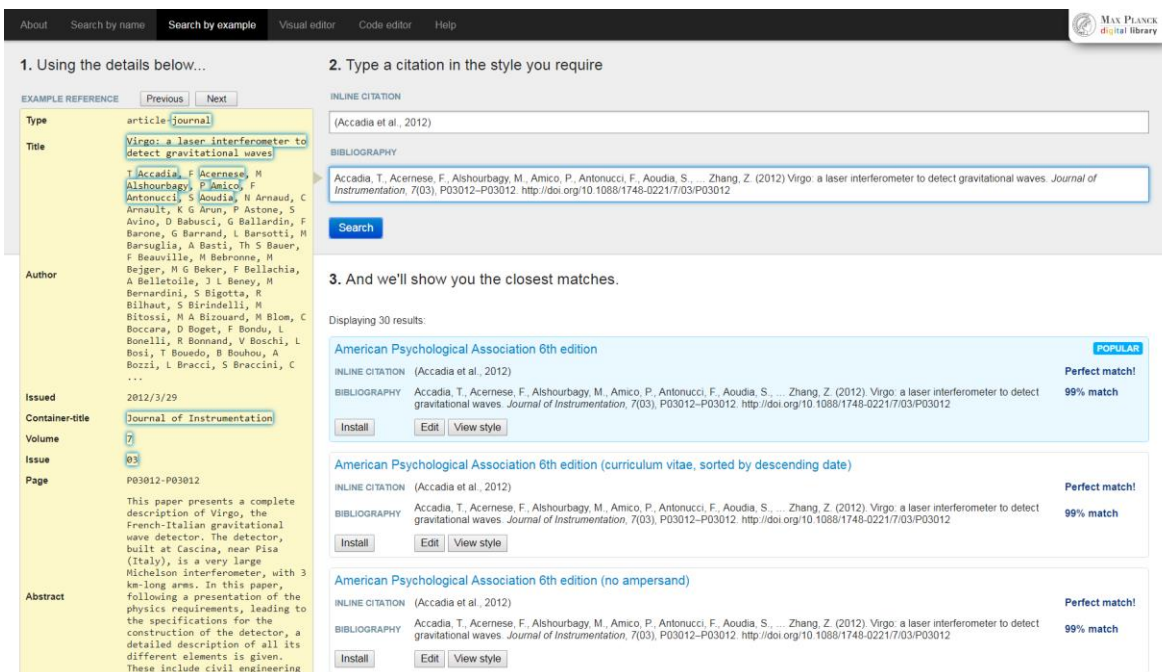 About Search by name Search by example Visual editor Code editor Help
MAX PLANCK
digital library
1. Using the details below...
EXAMPLE REFERENCE Previous Next
Type article-journal
Title Virgo: a laser interferometer to
detect gravitational waves
Author T Accadia, F Acernese, M
Alshourbagy, P Amico, F
Antonucci, S Aoudia, N Arnaud, C
Arnault, K G Arun, P Astone, S
Avino, D Babusci, G Ballardin, F
Barone, G Barrand, L Barsotti, M
Barsuglia, A Basti, Th S Bauer,
F Beauville, M Bebronne, M
Bejger, M G Beker, F Bellachia,
A Belletoile, J L Beney, M
Bernardini, S Bigotta, R
Bilhaut, S Birindelli, M
Bitossi, M A Bizouard, M Blom, C
Boccara, D Boget, F Bondu, L
Bonelli, R Bonnand, V Boschi, L
Bosi, T Bouedo, B Bouhou, A
Bozzi, L Bracci, S Braccini, C
...
Issued 2012/3/29
Container-title Journal of Instrumentation
Volume 7
Issue 03
Page P03012-P03012
Abstract This paper presents a complete
description of Virgo, the
French-Italian gravitational
wave detector. The detector,
built at Cascina, near Pisa
(Italy), is a very large
Michelson interferometer, with 3
km-long arms. In this paper,
following a presentation of the
physics requirements, leading to
the specifications for the
construction of the detector, a
detailed description of all its
different elements is given.
These include civil engineering
2. Type a citation in the style you require
INLINE CITATION
(Accadia et al., 2012)
BIBLIOGRAPHY
Accadia, T., Acernese, F., Alshourbagy, M., Amico, P., Antonucci, F., Aoudia, S., … Zhang, Z. (2012) Virgo: a laser interferometer to detect gravitational waves. Journal of
Instrumentation, 7(03), P03012–P03012. http://doi.org/10.1088/1748-0221/7/03/P03012
Search
3. And we'll show you the closest matches.
Displaying 30 results:
American Psychological Association 6th edition POPULAR
INLINE CITATION (Accadia et al., 2012) Perfect match!
BIBLIOGRAPHY Accadia, T., Acernese, F., Alshourbagy, M., Amico, P., Antonucci, F., Aoudia, S., … Zhang, Z. (2012). Virgo: a laser interferometer to detect 99% match
gravitational waves. Journal of Instrumentation, 7(03), P03012–P03012. http://doi.org/10.1088/1748-0221/7/03/P03012
Install Edit View style
American Psychological Association 6th edition (curriculum vitae, sorted by descending date)
INLINE CITATION (Accadia et al., 2012) Perfect match!
BIBLIOGRAPHY Accadia, T., Acernese, F., Alshourbagy, M., Amico, P., Antonucci, F., Aoudia, S., … Zhang, Z. (2012). Virgo: a laser interferometer to detect 99% match
gravitational waves. Journal of Instrumentation, 7(03), P03012–P03012. http://doi.org/10.1088/1748-0221/7/03/P03012
Install Edit View style
American Psychological Association 6th edition (no ampersand)
INLINE CITATION (Accadia et al., 2012) Perfect match!
BIBLIOGRAPHY Accadia, T., Acernese, F., Alshourbagy, M., Amico, P., Antonucci, F., Aoudia, S., … Zhang, Z. (2012). Virgo: a laser interferometer to detect 99% match
gravitational waves. Journal of Instrumentation, 7(03), P03012–P03012. http://doi.org/10.1088/1748-0221/7/03/P03012
Install Edit View style